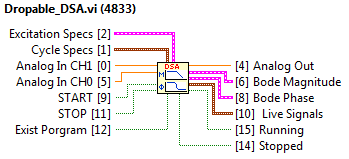 Dropable_DSA.vi (4833)
Excitation Specs [2]
Cycle Specs [1]
Analog In CH1 [0]
Analog In CH0 [5]
START [9]
STOP [11]
Exist Porgram [12]
DSA
M
Φ
[4] Analog Out
[6] Bode Magnitude
[8] Bode Phase
[10] Live Signals
[15] Running
[14] Stopped